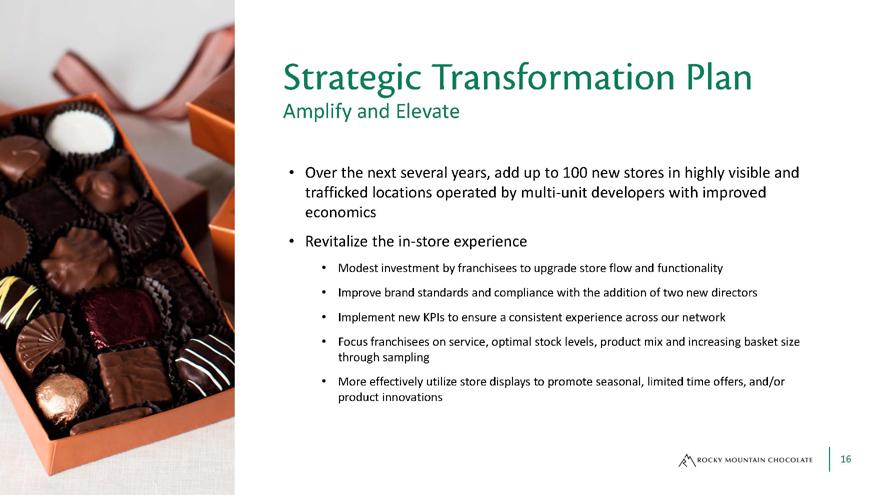 Strategic Transformation Plan
Amplify and Elevate
• Over the next several years, add up to 100 new stores in highly visible and
trafficked locations operated by multi-unit developers with improved
economics
• Revitalize the in-store experience
• Modest investment by franchisees to upgrade store flow and functionality
• Improve brand standards and compliance with the addition of two new directors
• Implement new KPIs to ensure a consistent experience across our network
• Focus franchisees on service, optimal stock levels, product mix and increasing basket size
through sampling
• More effectively utilize store displays to promote seasonal, limited time offers, and/or
product innovations
ROCKY MOUNTAIN CHOCOLATE
16